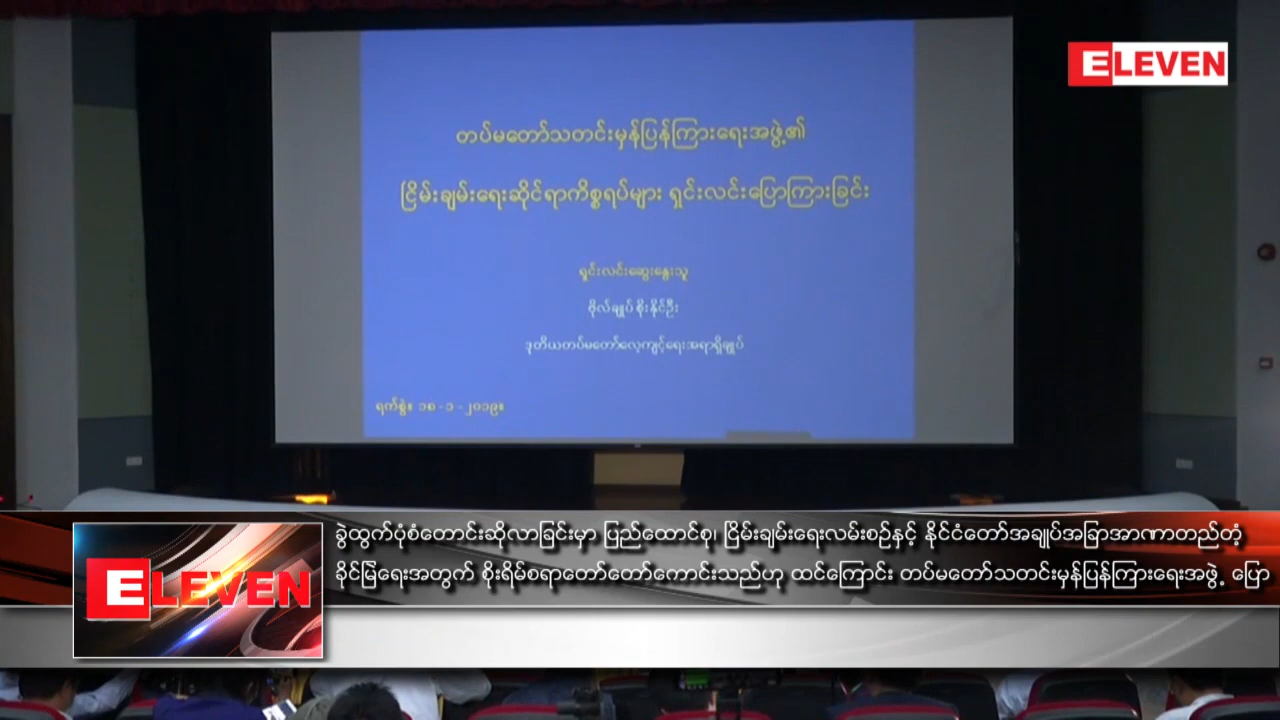 ELEVEN
တပ်မတော်သတင်းမှန်ပြန်ကြားရေးအဖွဲ့၏
ငြိမ်းချမ်းရေးဆိုင်ရာကိစ္စရပ်များ ရှင်းလင်းပြောကြားခြင်း
ရှင်းလင်းဆွေးနွေးသူ
ဗိုလ်ချုပ် စိုးနိုင်ဦး
ဒုတိယတပ်မတော်လေ့ကျင့်ရေးအရာရှိချုပ်
ရက်စွဲ။ ၁၈ - ၁ - ၂၀၁၉။
ခွဲထွက်ပုံစံတောင်းဆိုလာခြင်းမှာ ပြည်ထောင်စု၊ ငြိမ်းချမ်းရေးလမ်းစဉ်နှင့် နိုင်ငံတော်အချုပ်အခြာအာဏာတည်တံ့
ခိုင်မြဲရေးအတွက် စိုးရိမ်စရာတော်တော်ကောင်းသည်ဟု ထင်ကြောင်း တပ်မတော်သတင်းမှန်ပြန်ကြားရေးအဖွဲ့ ပြော
ELEVEN